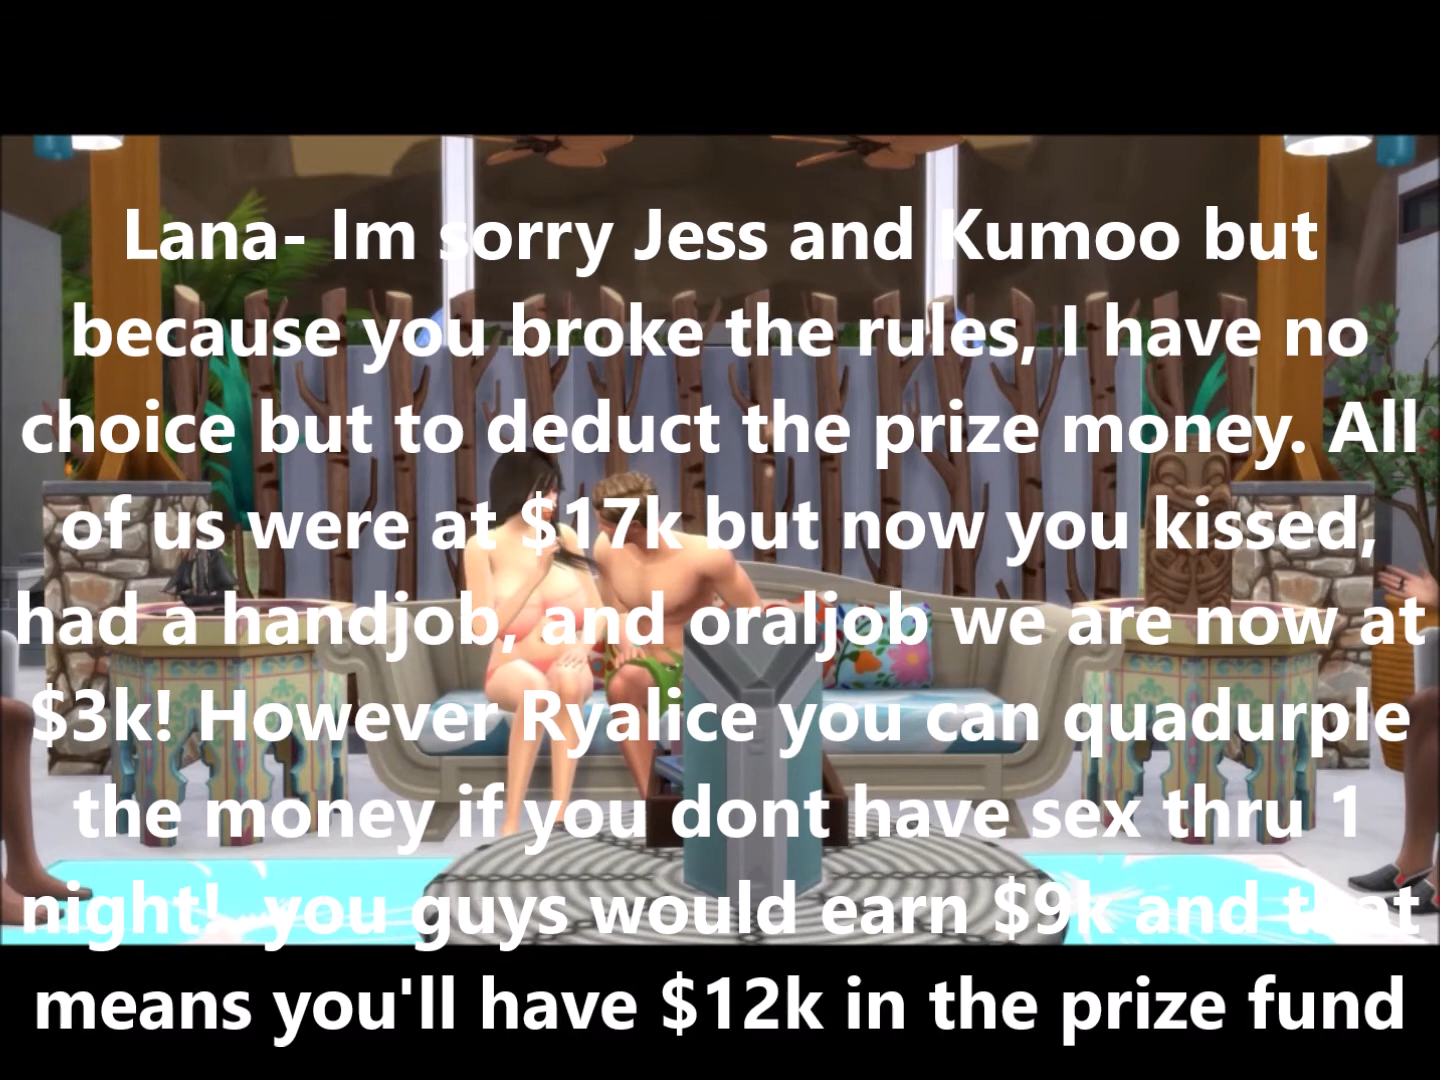 Lana- Im sorry Jess and Kumoo but
because you broke the rules, I have no
choice but to deduct the prize money. All
of us were at $17k but now you kissed,
had a handjob, and oraljob we are now at
$3k! However Ryalice you can quadurple
the money if you dont have sex thru 1
night!. you guys would earn $9k and that
means you'll have $12k in the prize fund